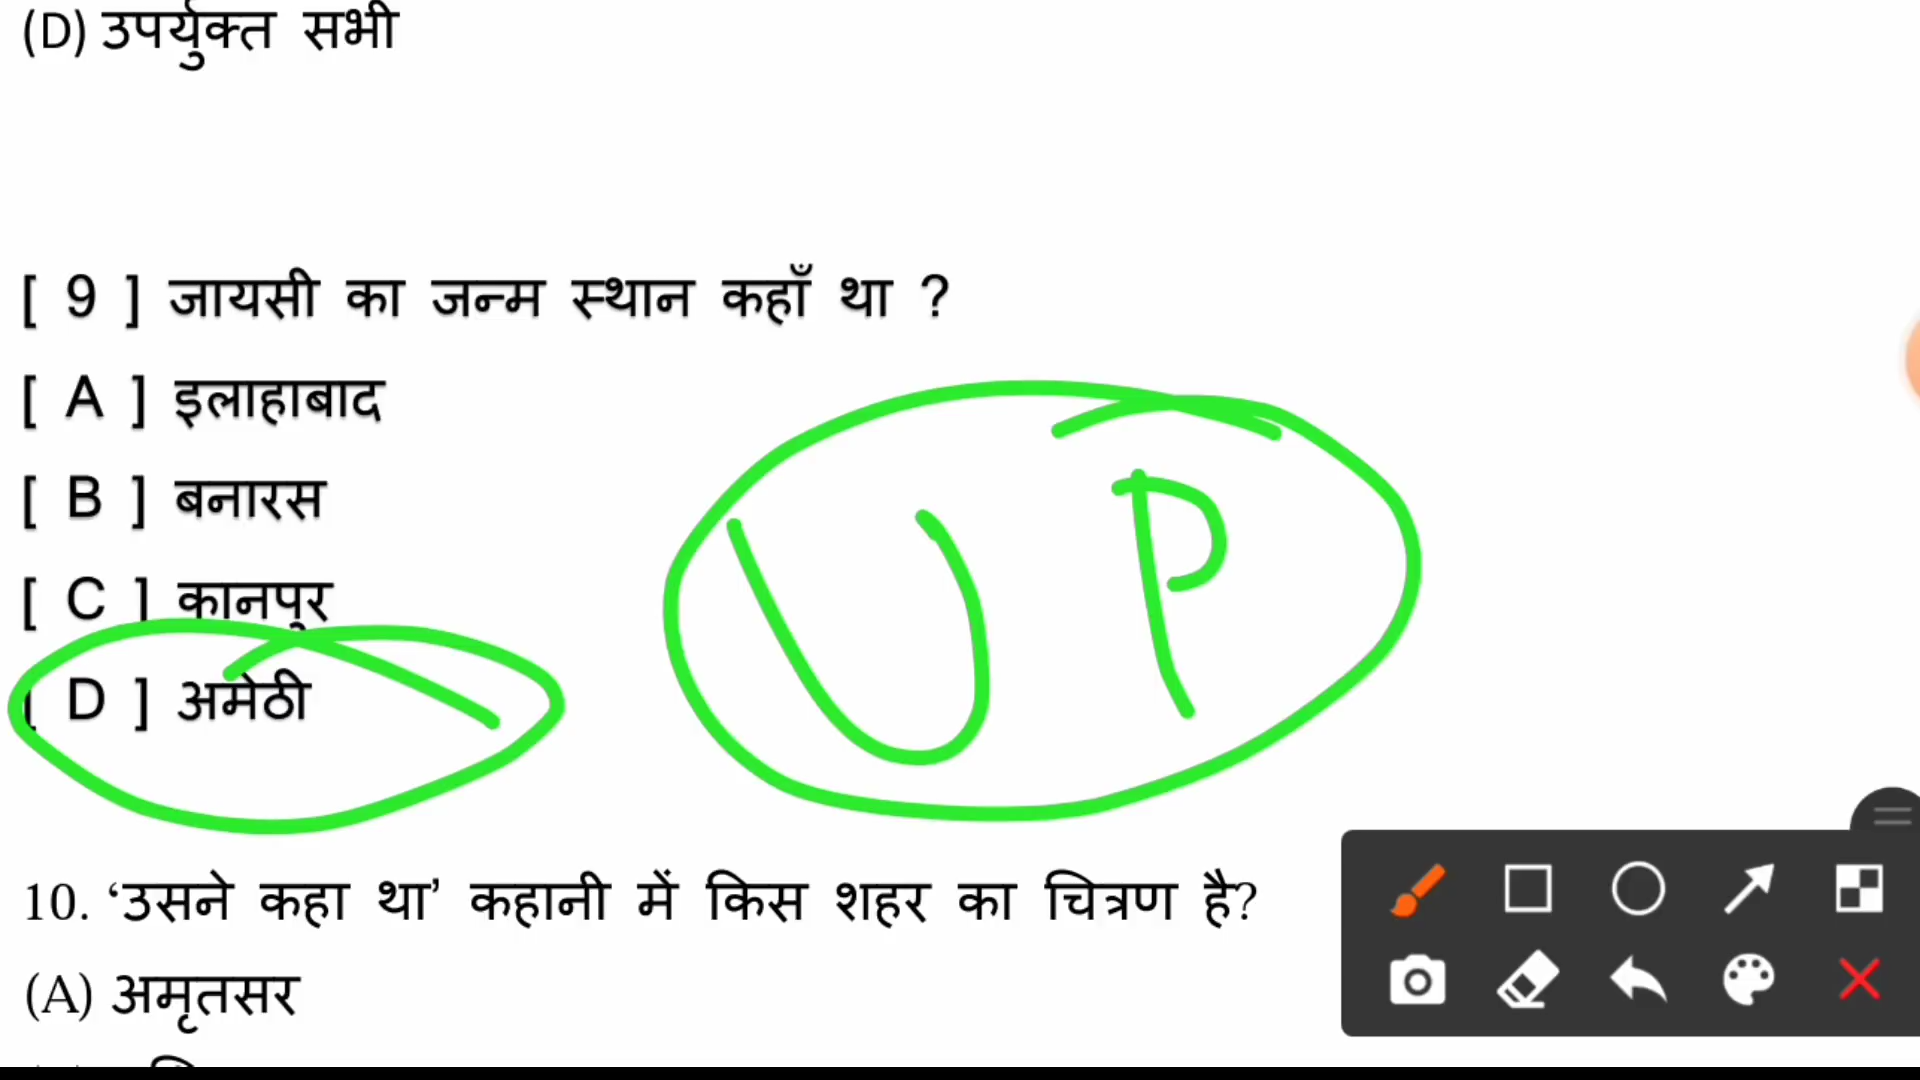 (D) उपर्युक्त सभी
[ 9 ] जायसी का जन्म स्थान कहाँ था ?
[ A ] इलाहाबाद
[ B ] बनारस
[ C ] कानपुर
U P
[ D ] अमेठी
10. ‘उसने कहा था’ कहानी में किस शहर का चित्रण है?
(A) अमृतसर